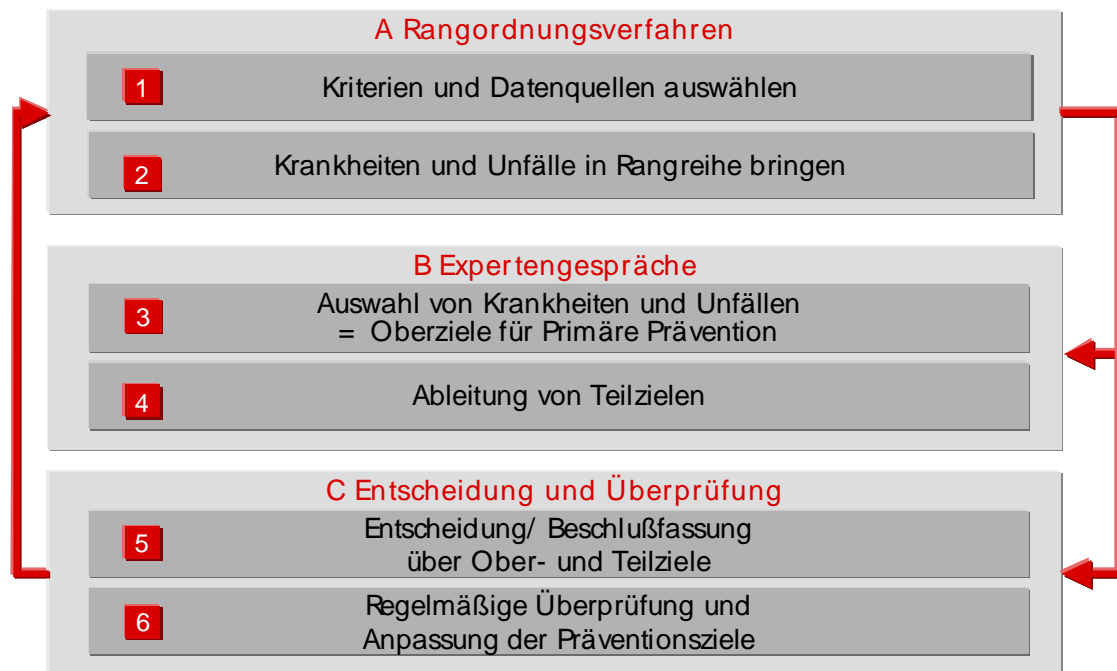 A Rangordnungsverfahren
1 Kriterien und Datenquellen auswählen
2 Krankheiten und Unfälle in Rangreihe bringen
B Expertengespräche
3 Auswahl von Krankheiten und Unfällen
= Oberziele für Primäre Prävention
4 Ableitung von Teilzielen
C Entscheidung und Überprüfung
5 Entscheidung/ Beschlußfassung
über Ober- und Teilziele
6 Regelmäßige Überprüfung und
Anpassung der Präventionsziele